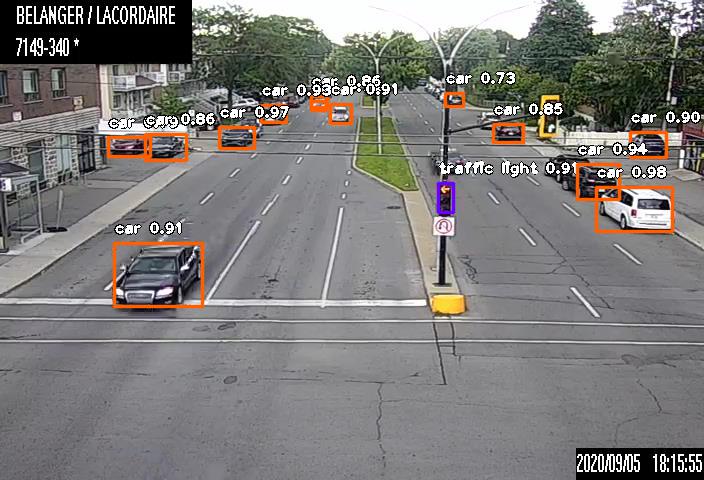 BELANGER / LACORDAIRE
7149-340 *
car 0.86
car 0.93
car 0.91
car 0.73
car 0.86
car 0.97
car 0.85
car 0.90
car 0.94
traffic light 0.91
car 0.98
car 0.91
2020/09/05 18:15:55